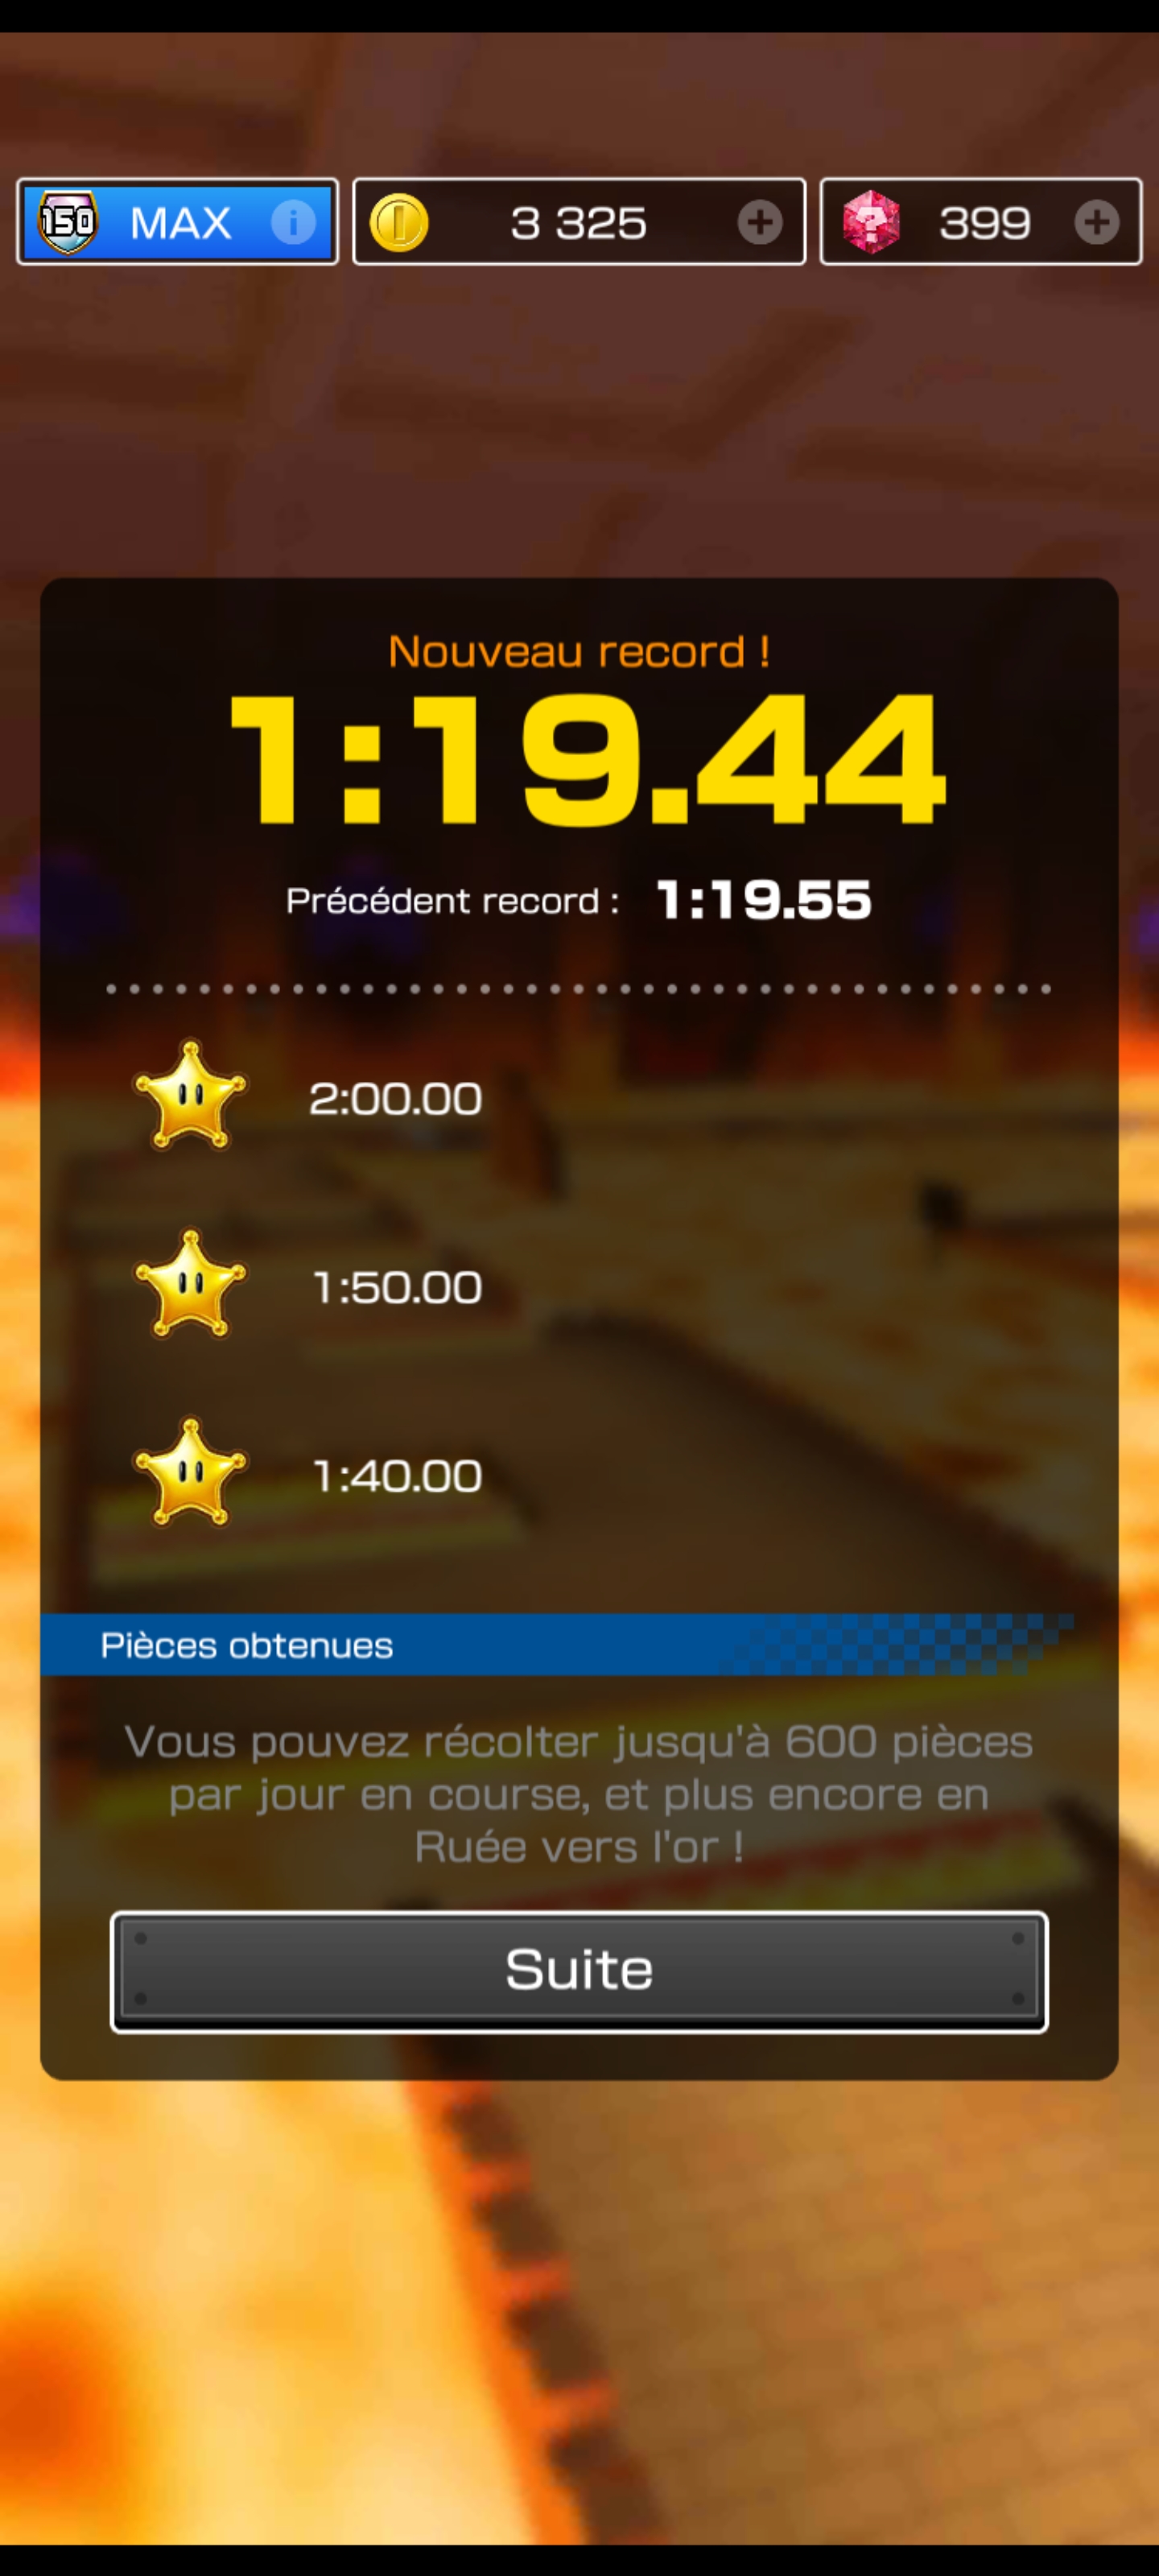 150 MAX i 3 325 + ? 399 +
Nouveau record !
1:19.44
Précédent record : 1:19.55
2:00.00
1:50.00
1:40.00
Pièces obtenues
Vous pouvez récolter jusqu'à 600 pièces
par jour en course, et plus encore en
Ruée vers l'or !
Suite